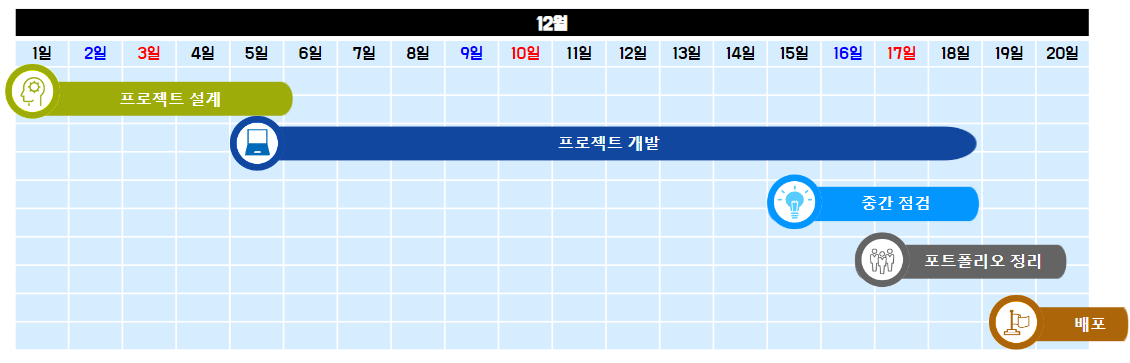 12월
1일 2일 3일 4일 5일 6일 7일 8일 9일 10일 11일 12일 13일 14일 15일 16일 17일 18일 19일 20일
프로젝트 설계
프로젝트 개발
중간 점검
포트폴리오 정리
배포